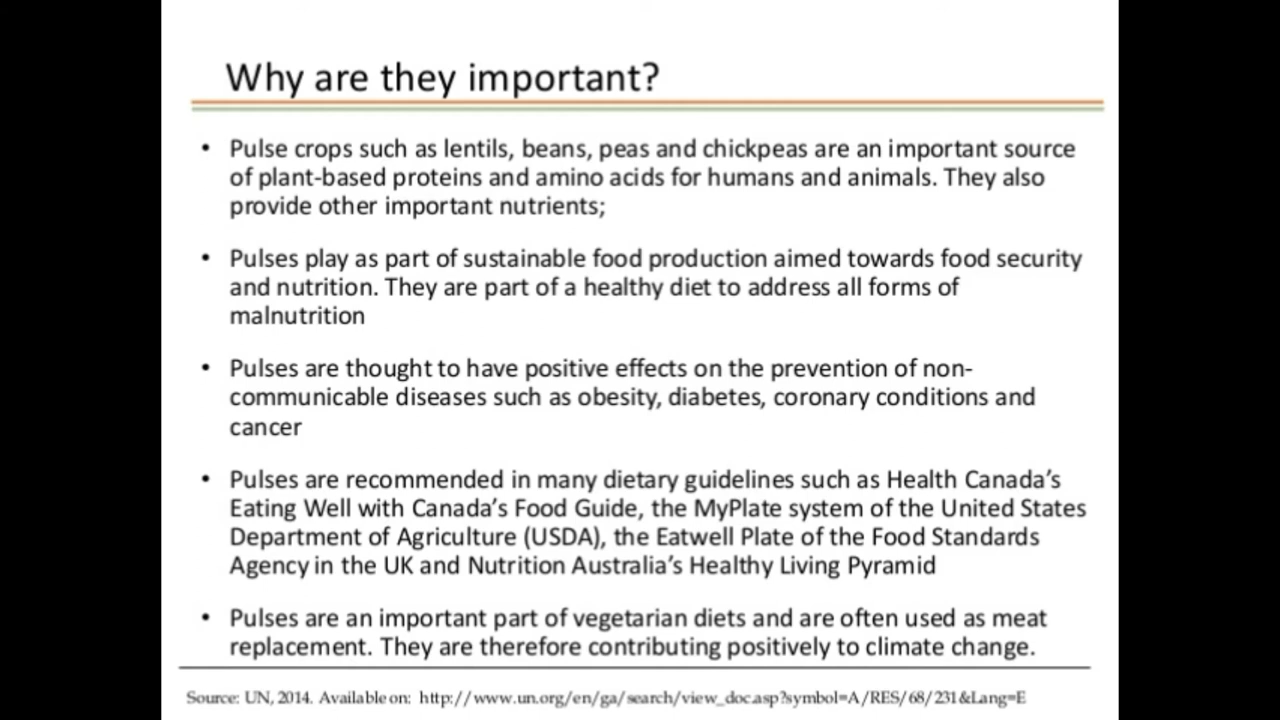 Why are they important?
• Pulse crops such as lentils, beans, peas and chickpeas are an important source
of plant-based proteins and amino acids for humans and animals. They also
provide other important nutrients;
• Pulses play as part of sustainable food production aimed towards food security
and nutrition. They are part of a healthy diet to address all forms of
malnutrition
• Pulses are thought to have positive effects on the prevention of non-
communicable diseases such as obesity, diabetes, coronary conditions and
cancer
• Pulses are recommended in many dietary guidelines such as Health Canada’s
Eating Well with Canada’s Food Guide, the MyPlate system of the United States
Department of Agriculture (USDA), the Eatwell Plate of the Food Standards
Agency in the UK and Nutrition Australia’s Healthy Living Pyramid
• Pulses are an important part of vegetarian diets and are often used as meat
replacement. They are therefore contributing positively to climate change.
Source: UN, 2014. Available on: http://www.un.org/en/ga/search/view_doc.asp?symbol=A/RES/68/231&Lang=E